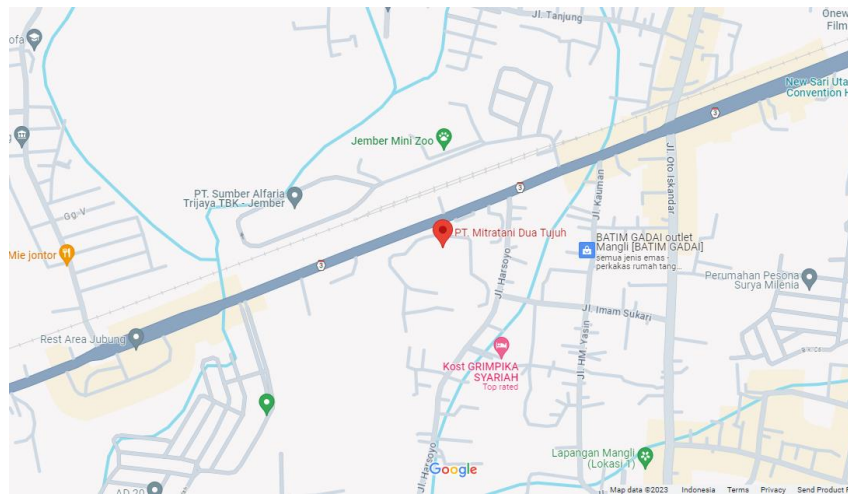 Jl. Tanjung
Onew
Film
ofa
New Sari Uta
Convention H
3
Jember Mini Zoo
3
PT. Sumber Alfaria
Trijaya TBK - Jember
Jl. Kauman
Jl. Oto Iskandar
Gg. V
PT. Mitratani Dua Tujuh
BATIM GADAI outlet
Mangli [BATIM GADAI]
semua jenis emas -
perkakas rumah tang...
Mie jontor
3
Jl. Harsoyo
Perumahan Pesona
Surya Milenia
Jl. Imam Sukari
Rest Area Jubung
Jl. HM. Yasin
Kost GRIMPIKA
SYARIAH
Top rated
Jl. Harsoyo
Lapangan Mangli
(Lokasi T)
Google
AD 20
Map data ©2023 Indonesia Terms Privacy Send Product F